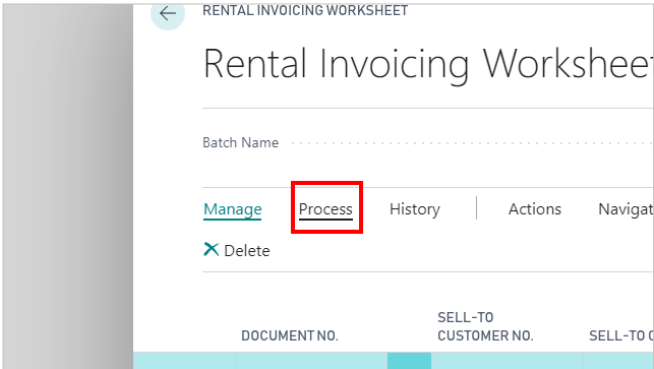 RENTAL INVOICING WORKSHEET
Rental Invoicing Workshee
Batch Name
Manage Process History Actions Navigat
Delete
SELL-TO
DOCUMENT NO. CUSTOMER NO. SELL-TO